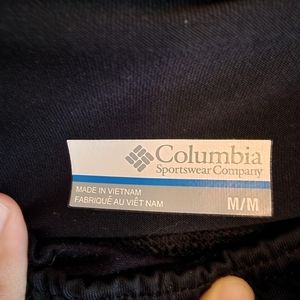 Columbia
Sportswear Company
MADE IN VIETNAM
FABRIQUÉ AU VIÊT NAM
M/M